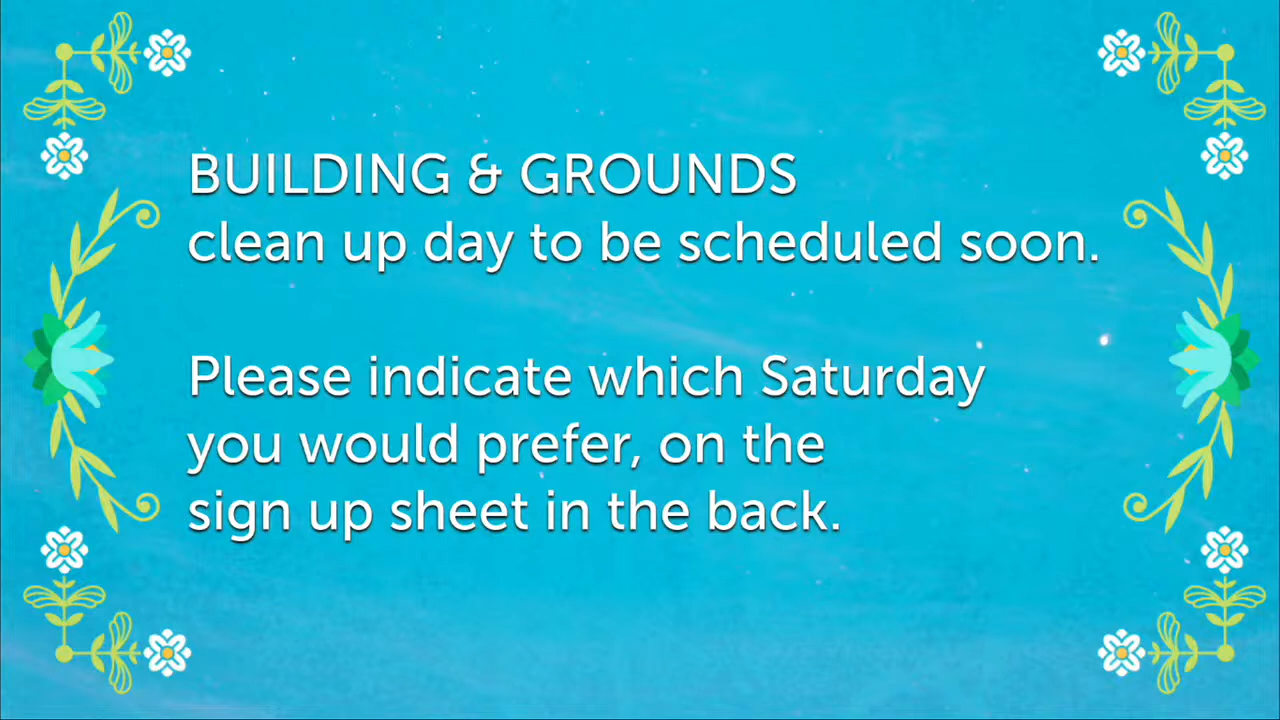 BUILDING & GROUNDS
clean up day to be scheduled soon.
Please indicate which Saturday
you would prefer, on the
sign up sheet in the back.